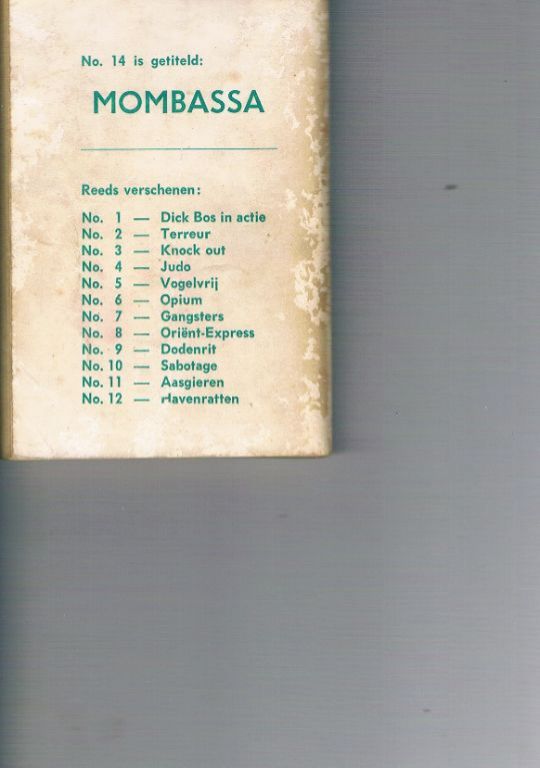 No. 14 is getiteld:
MOMBASSA
Reeds verschenen:
No. 1 — Dick Bos in actie
No. 2 — Terreur
No. 3 — Knock out
No. 4 — Judo
No. 5 — Vogelvrij
No. 6 — Opium
No. 7 — Gangsters
No. 8 — Oriënt-Express
No. 9 — Dodenrit
No. 10 — Sabotage
No. 11 — Aasgieren
No. 12 — Havenratten